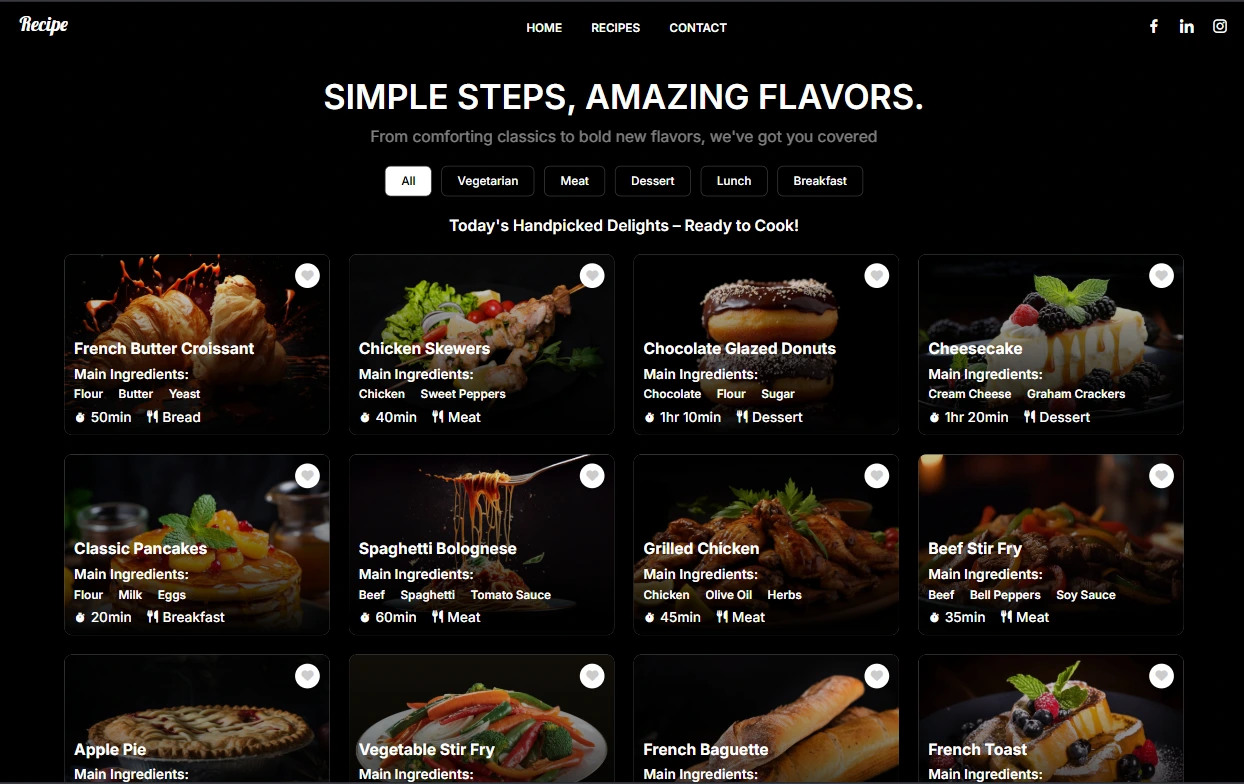 Recipe
HOME RECIPES CONTACT
SIMPLE STEPS, AMAZING FLAVORS.
From comforting classics to bold new flavors, we've got you covered
All Vegetarian Meat Dessert Lunch Breakfast
Today's Handpicked Delights – Ready to Cook!
French Butter Croissant
Main Ingredients:
Flour Butter Yeast
50min Bread
Chicken Skewers
Main Ingredients:
Chicken Sweet Peppers
40min Meat
Chocolate Glazed Donuts
Main Ingredients:
Chocolate Flour Sugar
1hr 10min Dessert
Cheesecake
Main Ingredients:
Cream Cheese Graham Crackers
1hr 20min Dessert
Classic Pancakes
Main Ingredients:
Flour Milk Eggs
20min Breakfast
Spaghetti Bolognese
Main Ingredients:
Beef Spaghetti Tomato Sauce
60min Meat
Grilled Chicken
Main Ingredients:
Chicken Olive Oil Herbs
45min Meat
Beef Stir Fry
Main Ingredients:
Beef Bell Peppers Soy Sauce
35min Meat
Apple Pie
Main Ingredients:
Vegetable Stir Fry
Main Ingredients:
French Baguette
Main Ingredients:
French Toast
Main Ingredients: